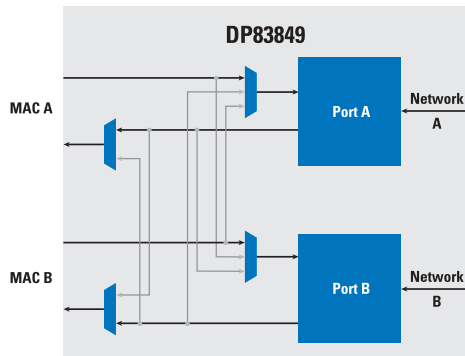 DP83849
MAC A
Port A
Network
A
MAC B
Port B
Network
B